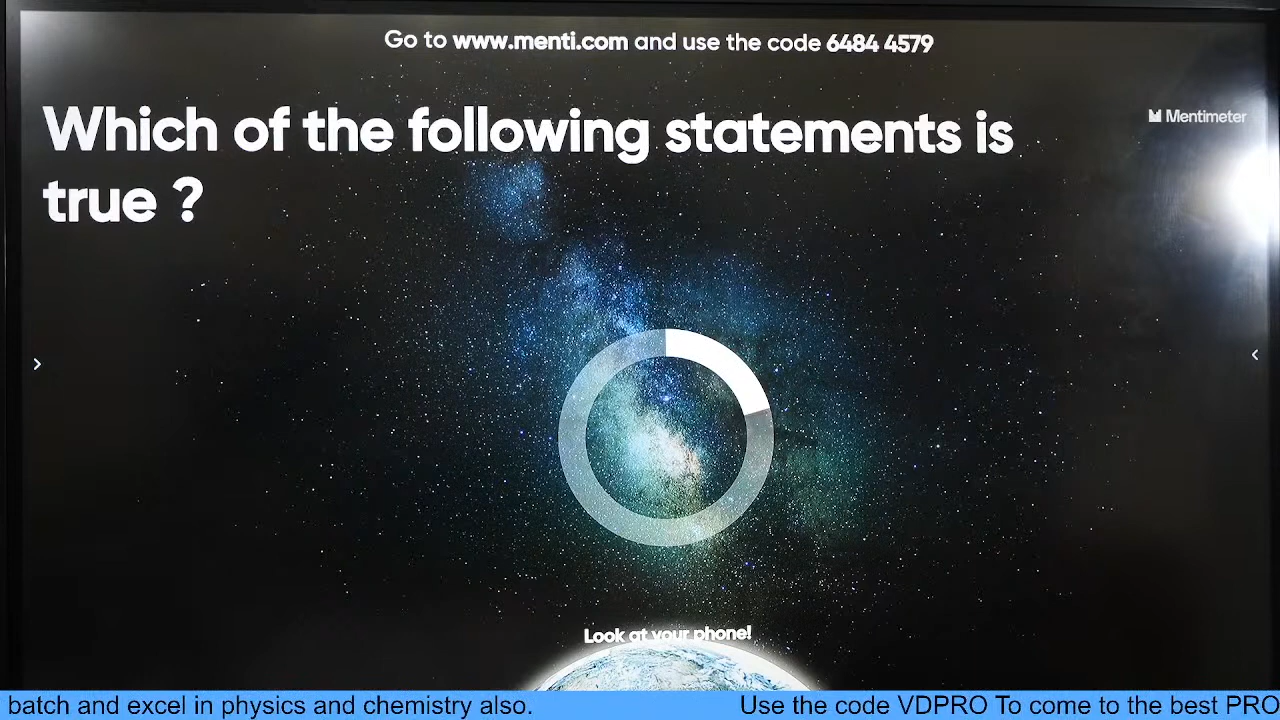 Go to www.menti.com and use the code 6484 4579
Which of the following statements is
true ?
Mentimeter
Look at your phone!
batch and excel in physics and chemistry also. Use the code VDPRO To come to the best PRO